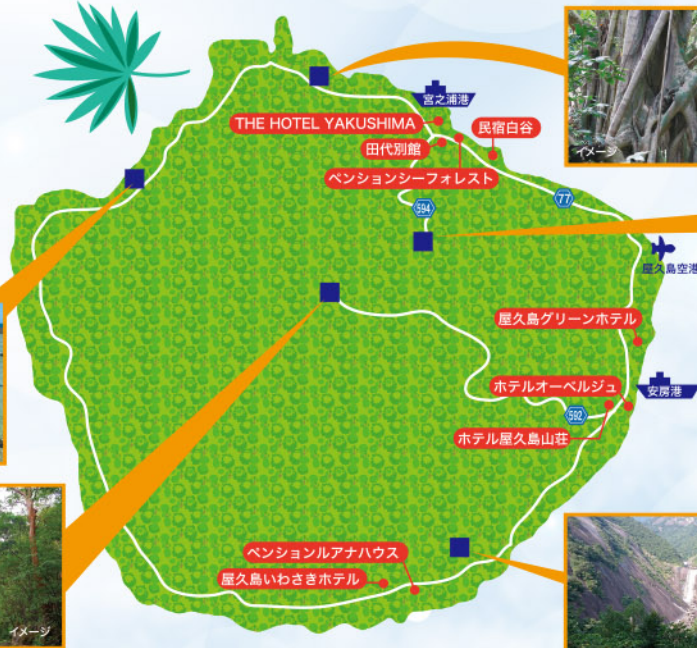 宮之浦港
THE HOTEL YAKUSHIMA
民宿白谷
田代別館
ペンションシーフォレスト
イメージ
594
77
屋久島空港
屋久島グリーンホテル
ホテルオーベルジュ
安房港
592
ホテル屋久島山荘
ペンションルアナハウス
屋久島いわさきホテル
イメージ